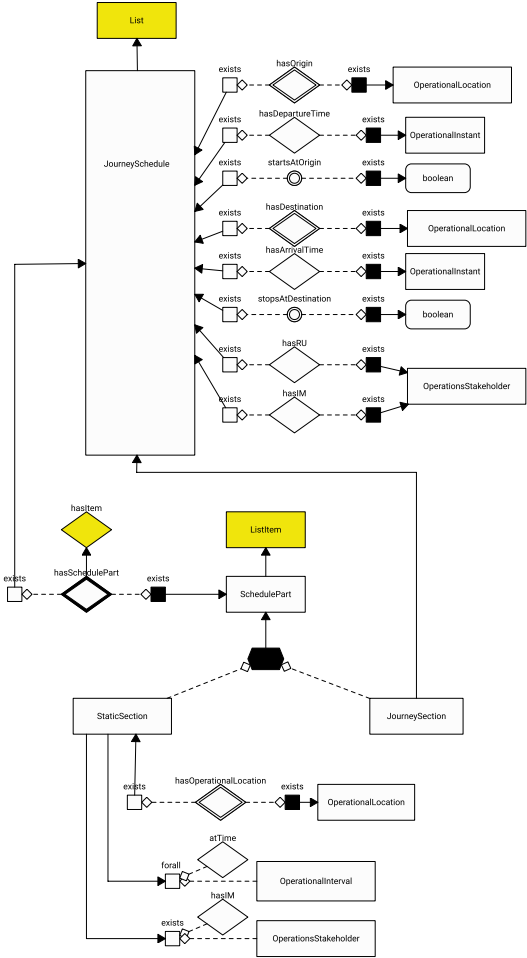 List
JourneySchedule
exists
hasOrigin
exists
OperationalLocation
exists
hasDepartureTime
exists
OperationalInstant
exists
startsAtOrigin
exists
boolean
exists
hasDestination
exists
OperationalLocation
exists
hasArrivalTime
exists
OperationalInstant
exists
stopsAtDestination
exists
boolean
exists
hasRU
exists
OperationsStakeholder
exists
hasIM
exists
hasItem
ListItem
exists
hasSchedulePart
exists
SchedulePart
StaticSection
JourneySection
exists
hasOperationalLocation
exists
OperationalLocation
atTime
forall
OperationalInterval
hasIM
exists
OperationsStakeholder